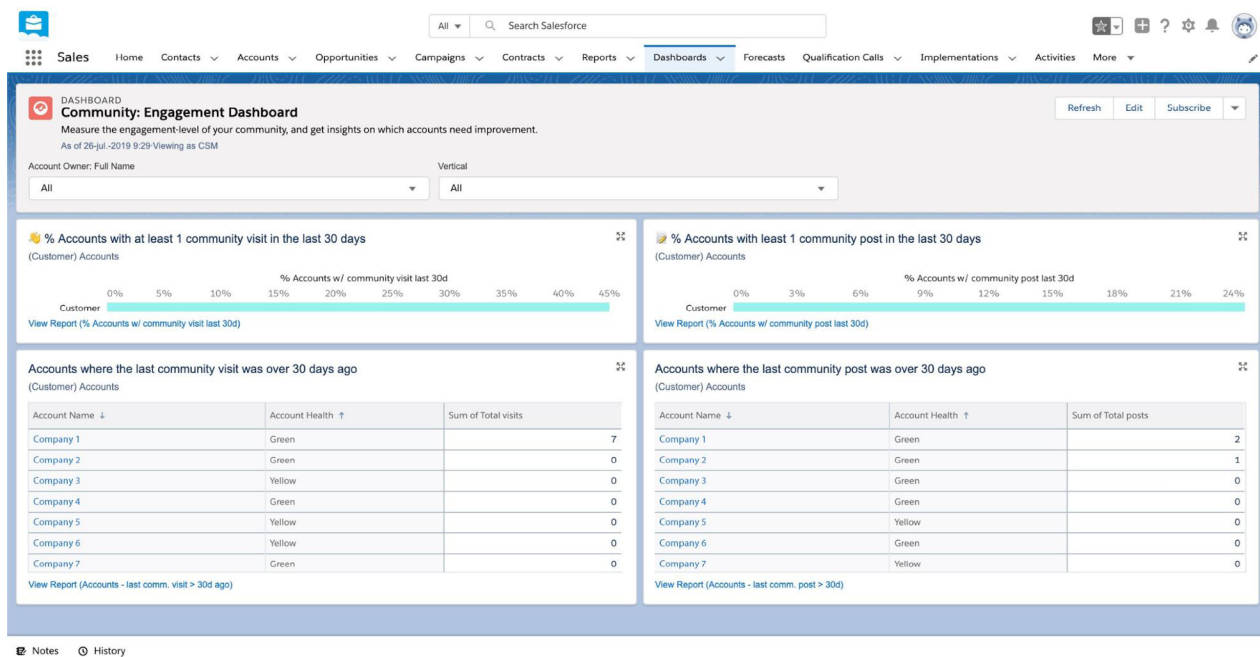 All Search Salesforce
Sales Home Contacts Accounts Opportunities Campaigns Contracts Reports Dashboards Forecasts Qualification Calls Implementations Activities More
DASHBOARD
Community: Engagement Dashboard
Measure the engagement-level of your community, and get insights on which accounts need improvement.
As of 26-jul.-2019 9:29·Viewing as CSM
Refresh Edit Subscribe
Account Owner: Full Name Vertical
All All
👋 % Accounts with at least 1 community visit in the last 30 days
(Customer) Accounts
% Accounts w/ community visit last 30d
0% 5% 10% 15% 20% 25% 30% 35% 40% 45%
Customer
View Report (% Accounts w/ community visit last 30d)
📝 % Accounts with least 1 community post in the last 30 days
(Customer) Accounts
% Accounts w/ community post last 30d
0% 3% 6% 9% 12% 15% 18% 21% 24%
Customer
View Report (% Accounts w/ community post last 30d)
Accounts where the last community visit was over 30 days ago
(Customer) Accounts
Account Name ↓ Account Health ↑ Sum of Total visits
Company 1 Green 7
Company 2 Green 0
Company 3 Yellow 0
Company 4 Green 0
Company 5 Yellow 0
Company 6 Yellow 0
Company 7 Green 0
View Report (Accounts - last comm. visit > 30d ago)
Accounts where the last community post was over 30 days ago
(Customer) Accounts
Account Name ↓ Account Health ↑ Sum of Total posts
Company 1 Green 2
Company 2 Green 1
Company 3 Green 0
Company 4 Green 0
Company 5 Yellow 0
Company 6 Green 0
Company 7 Yellow 0
View Report (Accounts - last comm. post > 30d)
Notes History